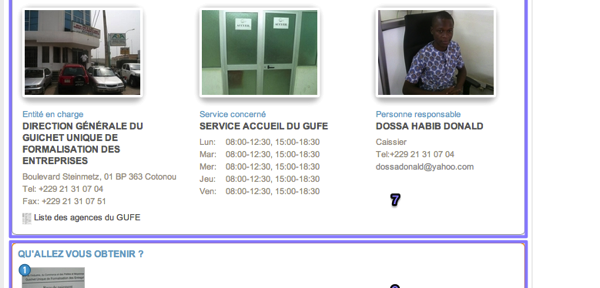 Entité en charge
DIRECTION GÉNÉRALE DU
GUICHET UNIQUE DE
FORMALISATION DES
ENTREPRISES
Boulevard Steinmetz, 01 BP 363 Cotonou
Tel: +229 21 31 07 04
Fax: +229 21 31 07 51
Liste des agences du GUFE
Service concerné
SERVICE ACCUEIL DU GUFE
Lun: 08:00-12:30, 15:00-18:30
Mar: 08:00-12:30, 15:00-18:30
Mer: 08:00-12:30, 15:00-18:30
Jeu: 08:00-12:30, 15:00-18:30
Ven: 08:00-12:30, 15:00-18:30
Personne responsable
DOSSA HABIB DONALD
Caissier
Tel:+229 21 31 07 04
dossadonald@yahoo.com
7
QU'ALLEZ VOUS OBTENIR ?
1